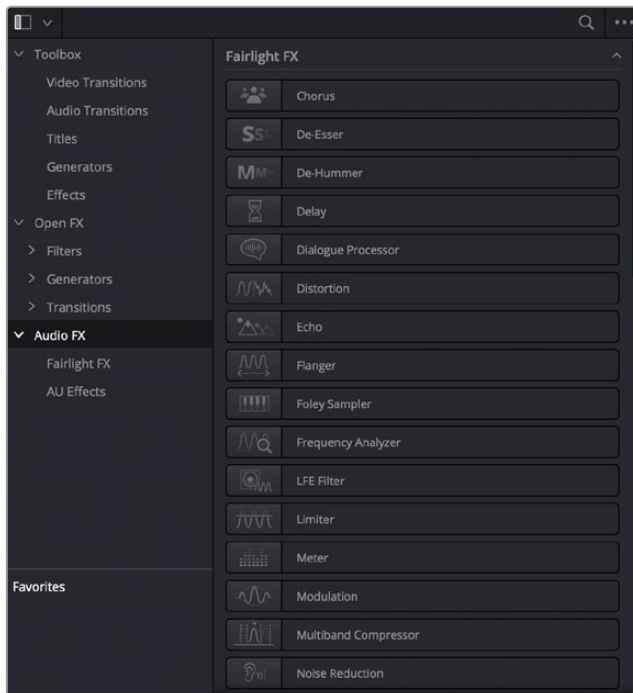 Toolbox
Video Transitions
Audio Transitions
Titles
Generators
Effects
Open FX
Filters
Generators
Transitions
Audio FX
Fairlight FX
AU Effects
Favorites
Fairlight FX
Chorus
De-Esser
De-Hummer
Delay
Dialogue Processor
Distortion
Echo
Flanger
Foley Sampler
Frequency Analyzer
LFE Filter
Limiter
Meter
Modulation
Multiband Compressor
Noise Reduction